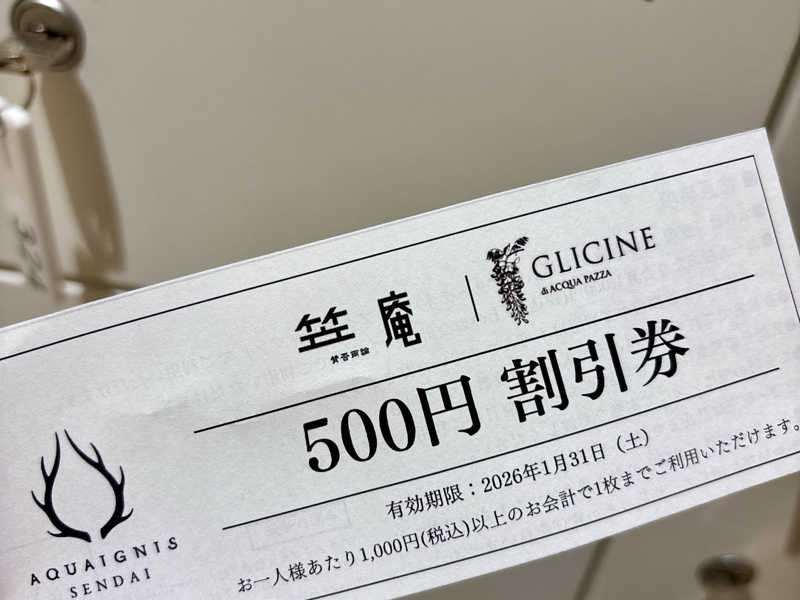 笠庵
賛否両論
GLICINE
di ACQUA PAZZA
500円 割引券
有効期限：2026年1月31日（土）
お一人様あたり1,000円(税込)以上のお会計で1枚までご利用いただけます。
AQUAIGNIS
SENDAI